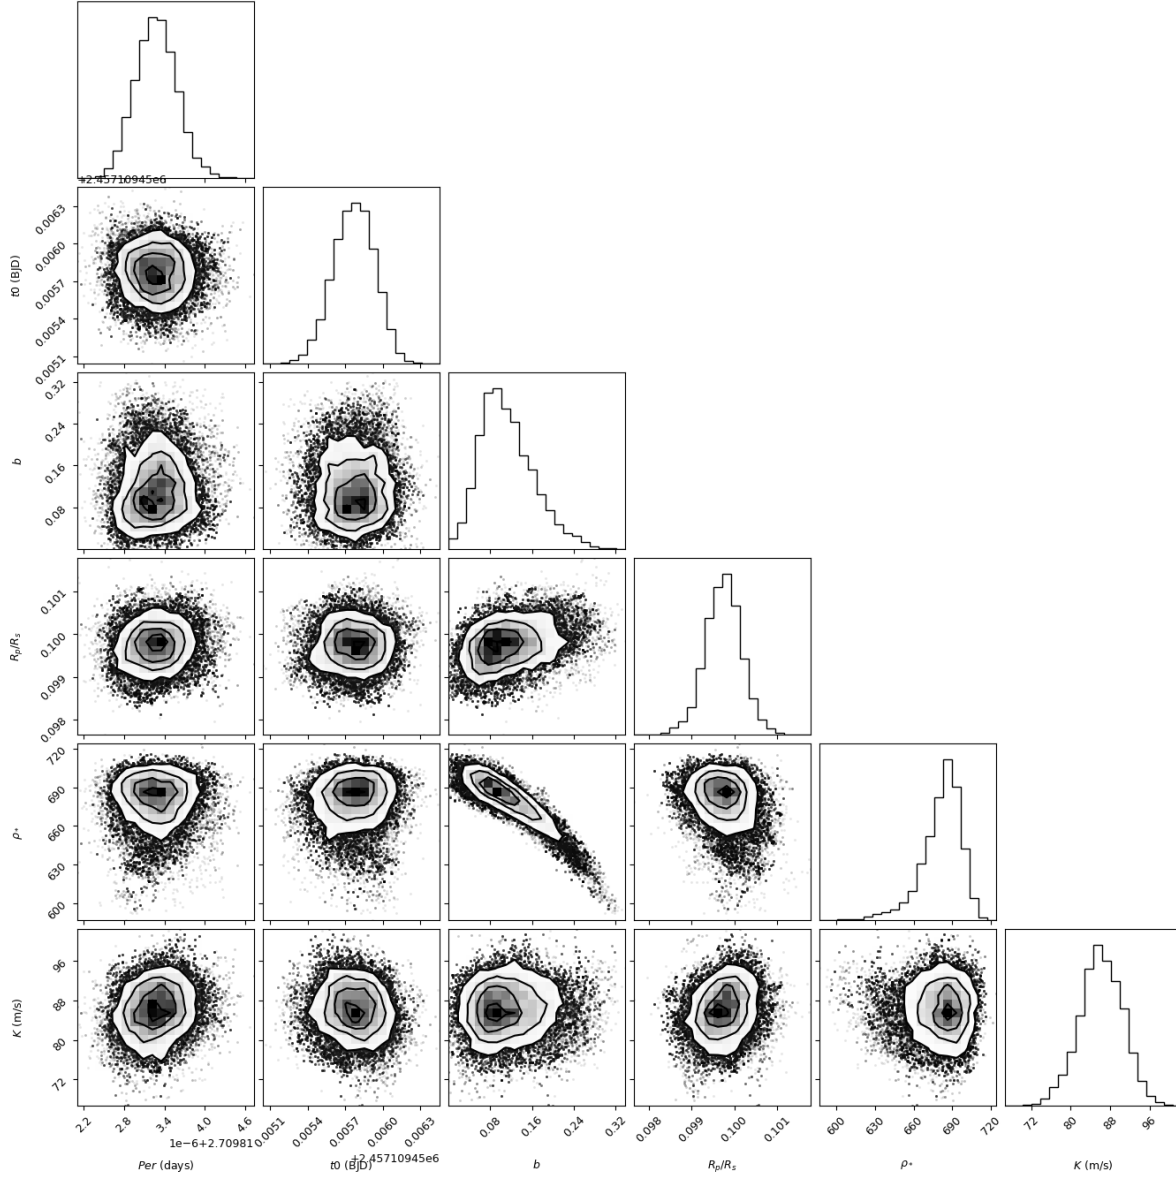 +2.45710945e6
0.0063
0.0060
0.0057
0.0054
0.0051
t0 (BJD)
0.32
0.24
0.16
0.08
b
0.101
0.100
0.099
0.098
Rp/Rs
720
690
660
630
600
ρ*
96
88
80
72
K (m/s)
2.2 2.8 3.4 4.0 4.6
0.0051 0.0054 0.0057 0.0060 0.0063
0.08 0.16 0.24 0.32
0.098 0.099 0.100 0.101
600 630 660 690 720
72 80 88 96
1e-6+2.70981
+2.45710945e6
Per (days) t0 (BJD) b Rp/Rs ρ* K (m/s)